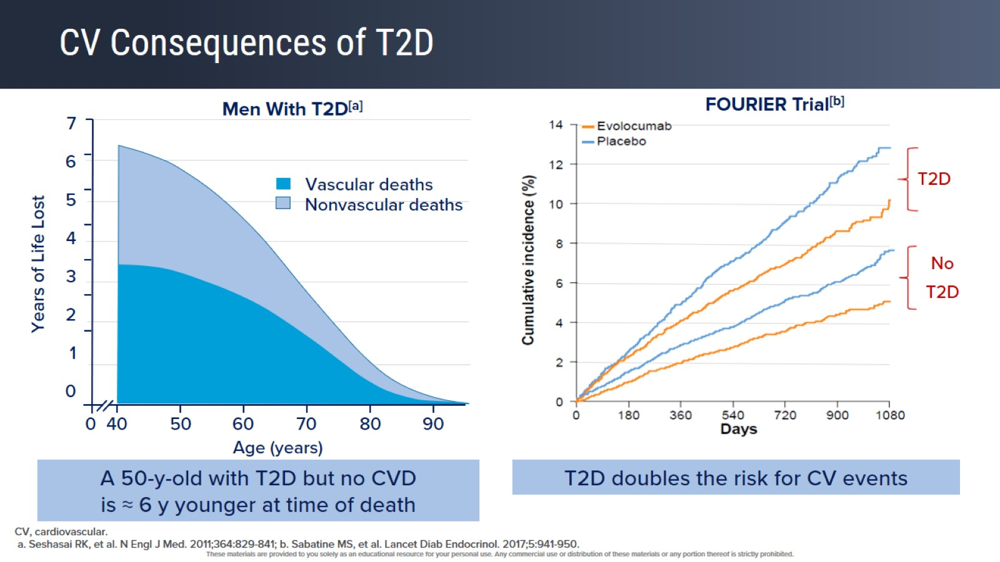 CV Consequences of T2D
Men With T2D[a]
7
6
5
4
3
2
1
0
Years of Life Lost
Vascular deaths
Nonvascular deaths
0 40 50 60 70 80 90
Age (years)
A 50-y-old with T2D but no CVD
is ≈ 6 y younger at time of death
FOURIER Trial[b]
14
12
10
8
6
4
2
0
Cumulative incidence (%)
Evolocumab
Placebo
T2D
No
T2D
0 180 360 540 720 900 1080
Days
T2D doubles the risk for CV events
CV, cardiovascular.
a. Seshasai RK, et al. N Engl J Med. 2011;364:829-841; b. Sabatine MS, et al. Lancet Diab Endocrinol. 2017;5:941-950.
These materials are provided to you solely as an educational resource for your personal use. Any commercial use or distribution of these materials or any portion thereof is strictly prohibited.